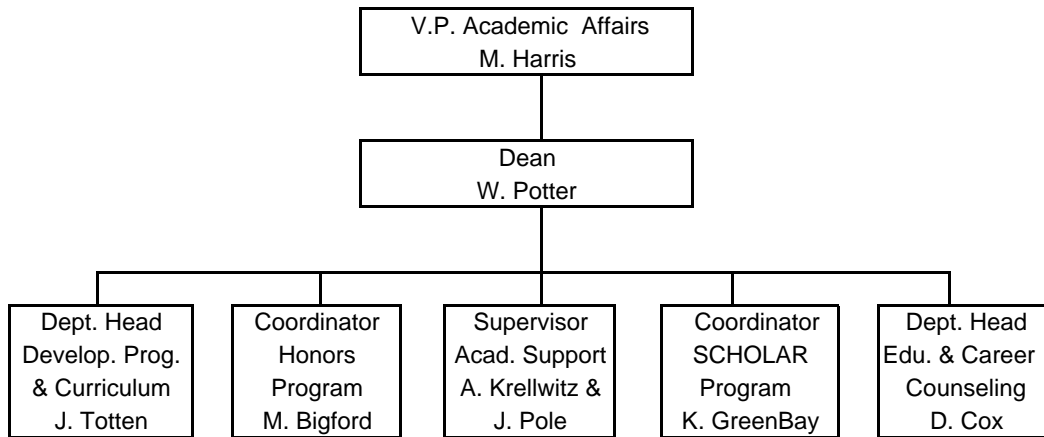 V.P. Academic Affairs
M. Harris
Dean
W. Potter
Dept. Head
Develop. Prog.
& Curriculum
J. Totten
Coordinator
Honors
Program
M. Bigford
Supervisor
Acad. Support
A. Krellwitz &
J. Pole
Coordinator
SCHOLAR
Program
K. GreenBay
Dept. Head
Edu. & Career
Counseling
D. Cox